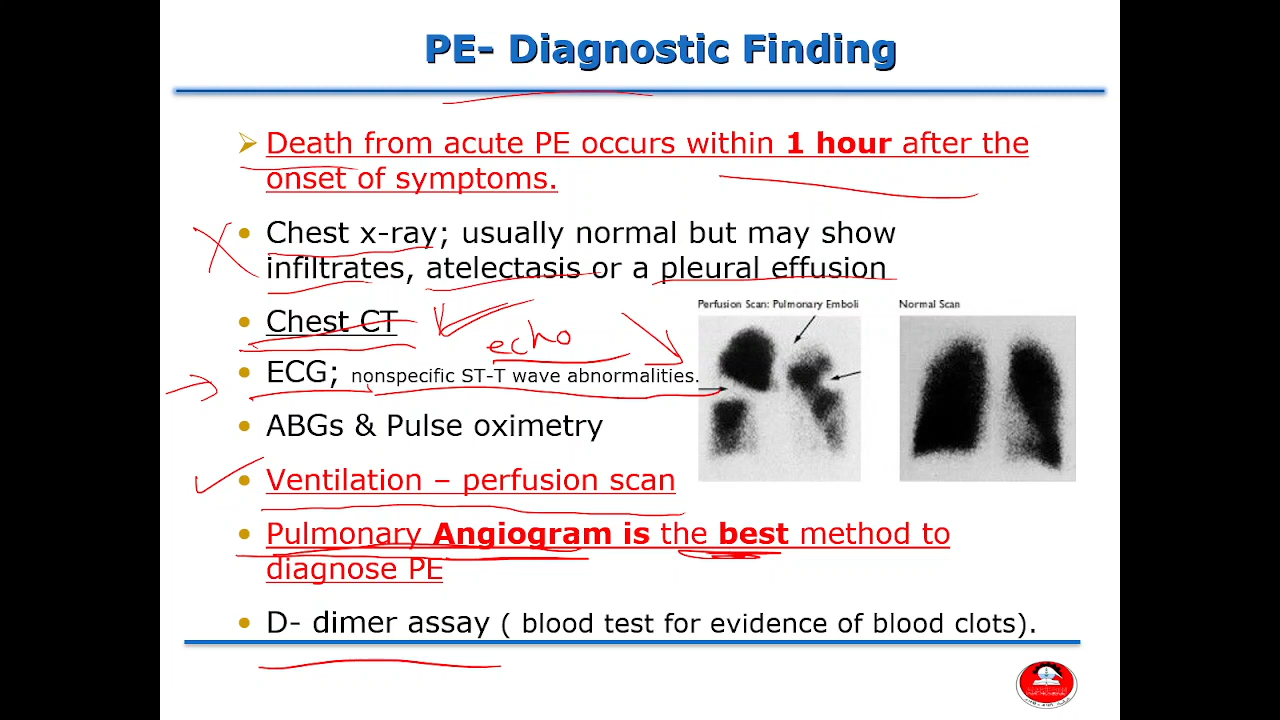 PE- Diagnostic Finding
Death from acute PE occurs within 1 hour after the
onset of symptoms.
Chest x-ray; usually normal but may show
infiltrates, atelectasis or a pleural effusion
Perfusion Scan: Pulmonary Emboli
Normal Scan
Chest CT
echo
ECG; nonspecific ST-T wave abnormalities.
ABGs & Pulse oximetry
Ventilation – perfusion scan
Pulmonary Angiogram is the best method to
diagnose PE
D- dimer assay ( blood test for evidence of blood clots).